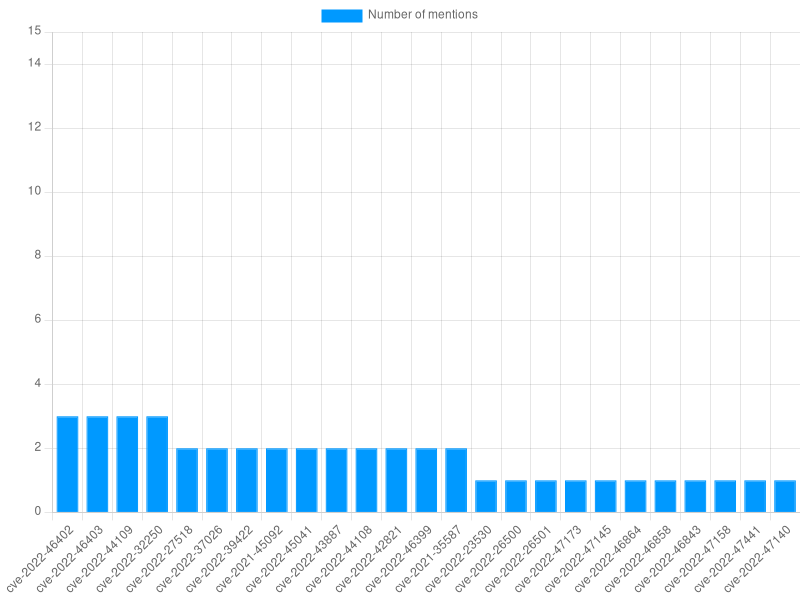 Number of mentions
15
14
12
10
8
6
4
2
0
cve-2022-46402
cve-2022-46403
cve-2022-44109
cve-2022-32250
cve-2022-27518
cve-2022-37026
cve-2022-39422
cve-2021-45092
cve-2022-45041
cve-2022-43887
cve-2022-44108
cve-2022-42821
cve-2022-46399
cve-2021-35587
cve-2022-23530
cve-2022-26500
cve-2022-26501
cve-2022-47173
cve-2022-47145
cve-2022-46864
cve-2022-46858
cve-2022-46843
cve-2022-47158
cve-2022-47441
cve-2022-47140